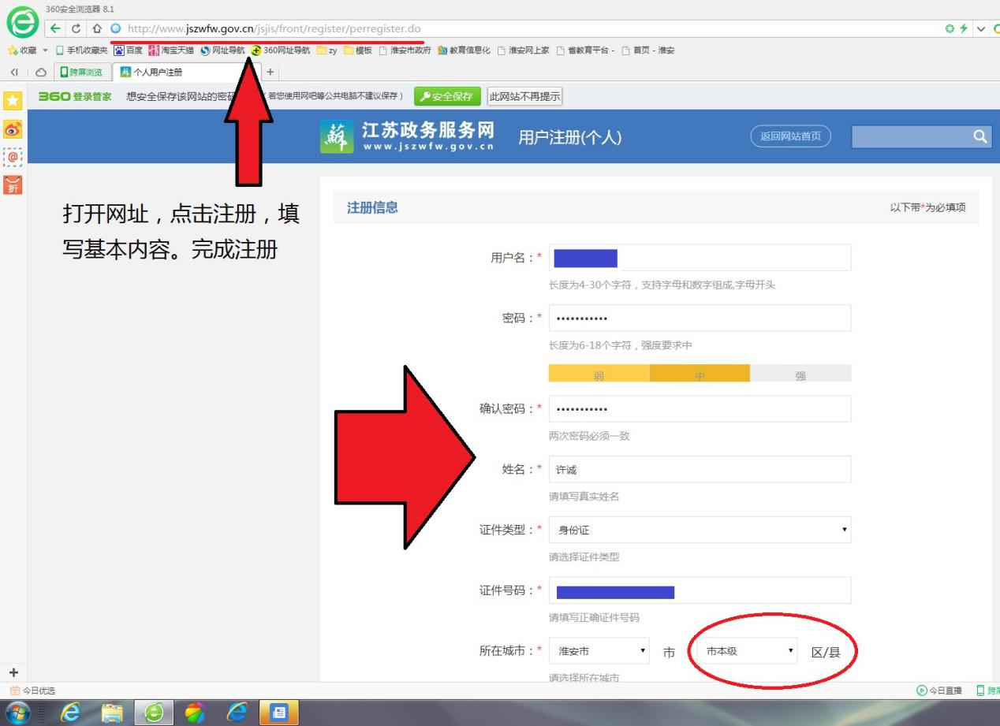 360安全浏览器 8.1
http://www.jszwfw.gov.cn/jsjis/front/register/perregister.do
收藏 手机收藏夹 百度 淘宝天猫 网址导航 360网址导航 zy 模板 淮安市政府 教育信息化 淮安网上家 省教育平台 - 首页 - 淮安
跨屏浏览 个人用户注册
360登录管家 想安全保存该网站的密码 若您使用网吧等公共电脑不建议保存） 安全保存 此网站不再提示
蘇 江苏政务服务网 用户注册(个人) 返回网站首页
www.jszwfw.gov.cn
@
折
打开网址，点击注册，填
写基本内容。完成注册
注册信息 以下带*为必填项
用户名：*
长度为4-30个字符，支持字母和数字组成,字母开头
密码：* •••••••••••
长度为6-18个字符，强度要求中
弱 中 强
确认密码：* •••••••••••
两次密码必须一致
姓名：* 许诚
请填写真实姓名
证件类型：* 身份证
请选择证件类型
证件号码：*
请填写正确证件号码
所在城市：* 淮安市 市 市本级 区/县
请选择所在城市
今日优选 今日直播